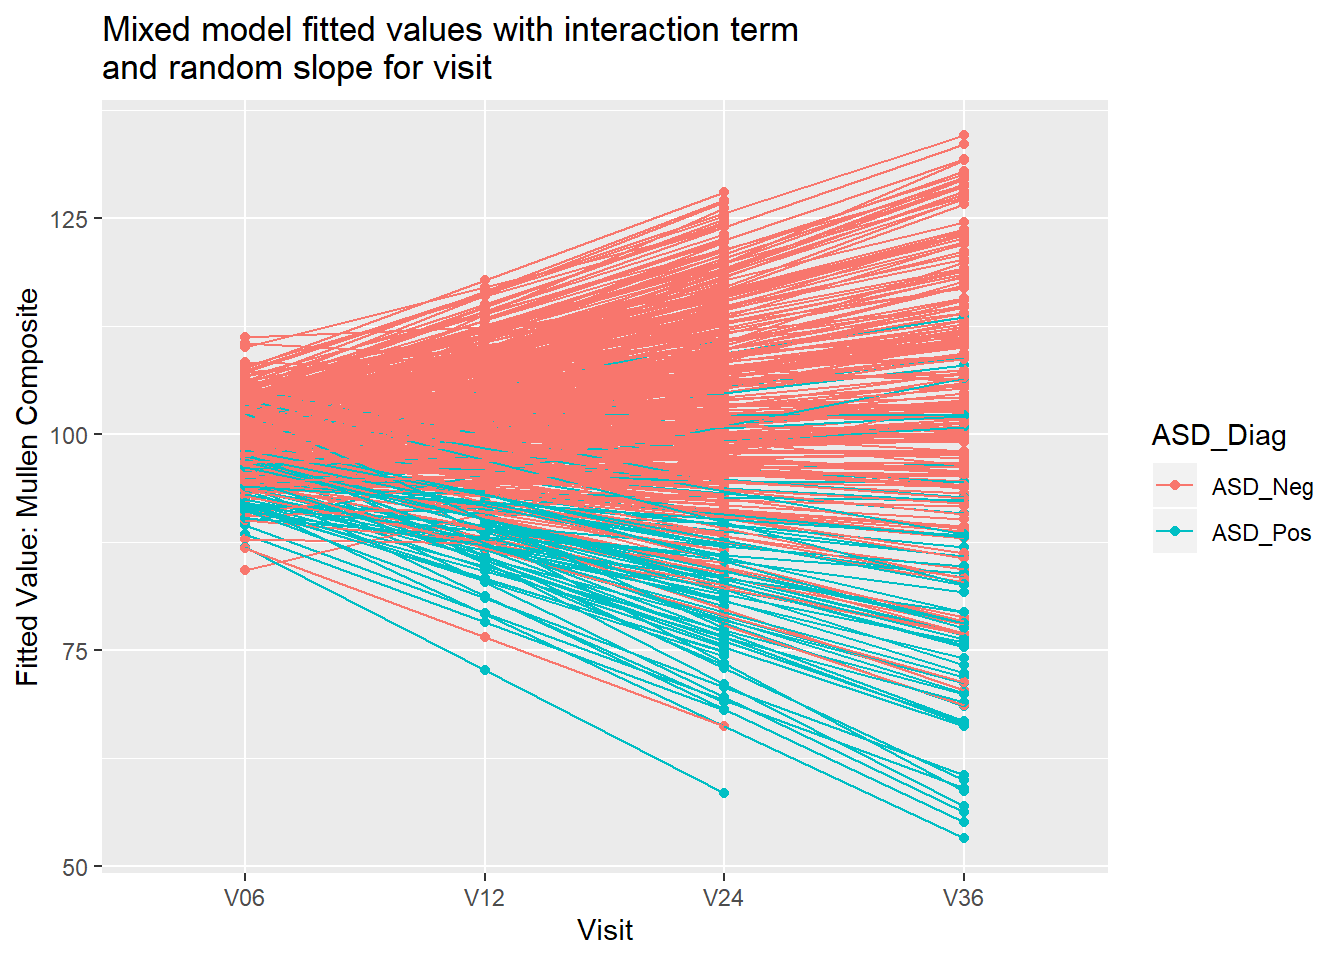 Mixed model fitted values with interaction term
and random slope for visit
Fitted Value: Mullen Composite
125
100
75
50
V06
V12
V24
V36
Visit
ASD_Diag
ASD_Neg
ASD_Pos